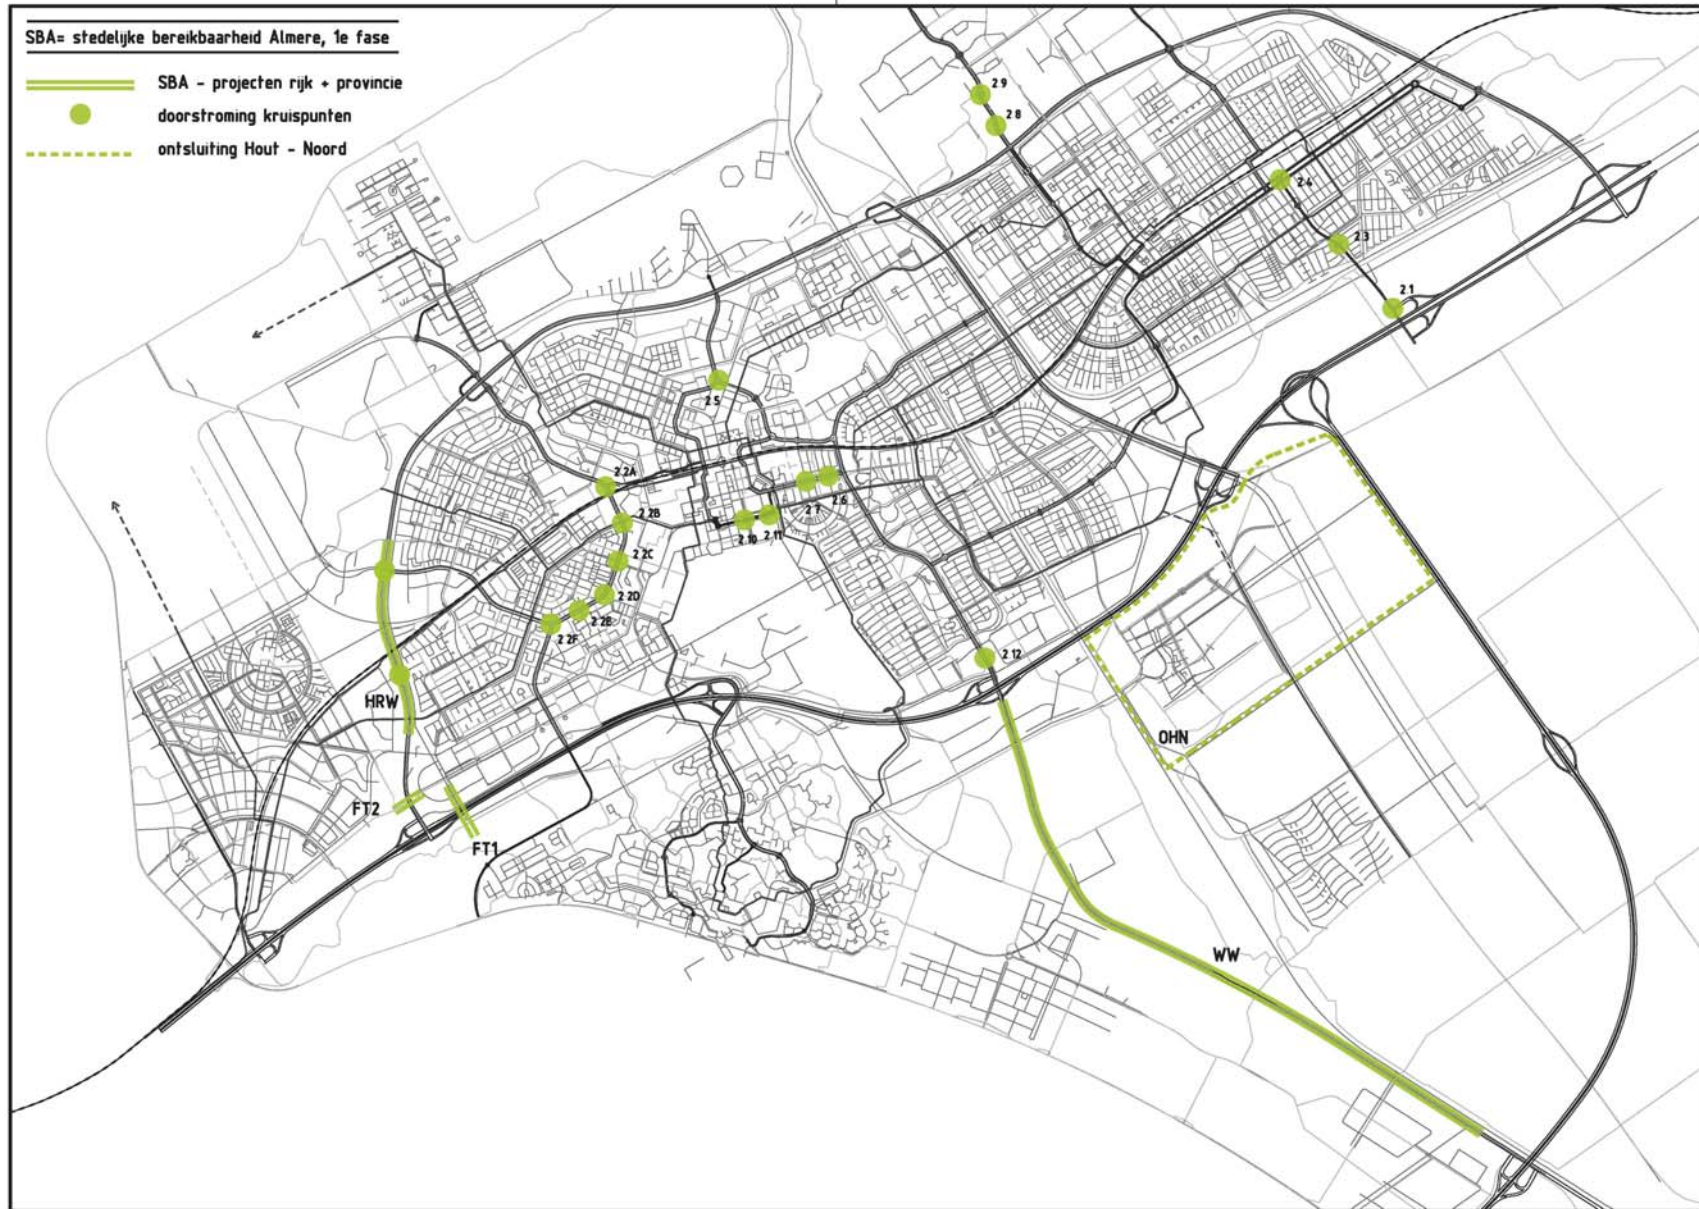 SBA= stedelijke bereikbaarheid Almere, 1e fase
SBA - projecten rijk + provincie
doorstroming kruispunten
ontsluiting Hout - Noord
2 9
2 8
2.4
2.3
2 1
2 5
2 2A
2 2B
2 2C
2 2D
2 2E
2 2F
2.6
2 7
2.10
2.11
2 12
HRW
FT2
FT1
OHN
WW